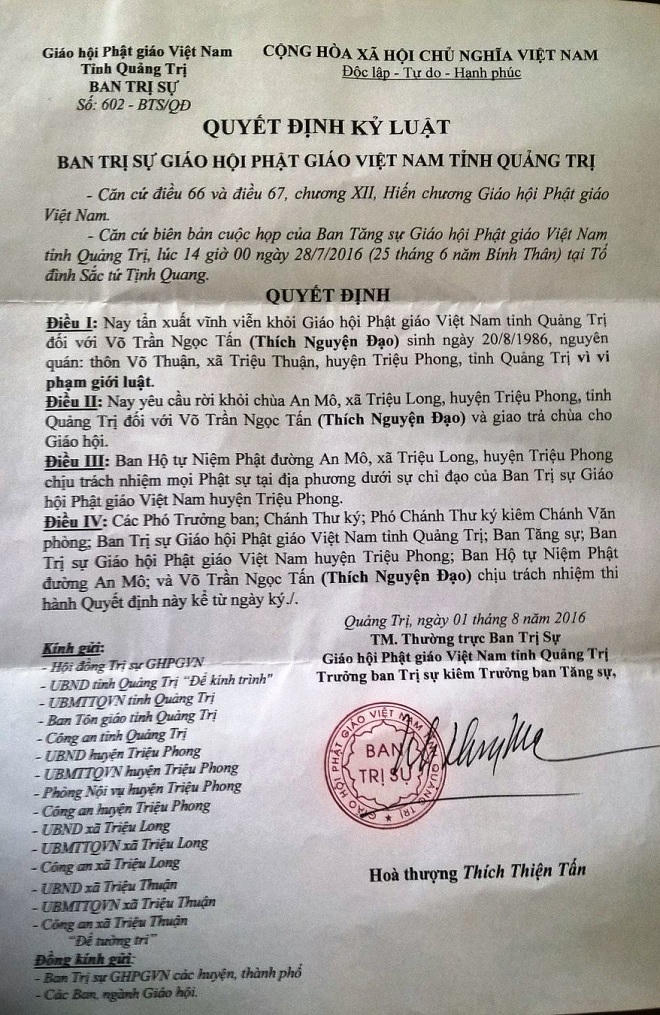 Giáo hội Phật giáo Việt Nam
Tỉnh Quảng Trị
BAN TRỊ SỰ
Số: 602 - BTS/QĐ
CỘNG HÒA XÃ HỘI CHỦ NGHĨA VIỆT NAM
Độc lập - Tự do - Hạnh phúc
QUYẾT ĐỊNH KỶ LUẬT
BAN TRỊ SỰ GIÁO HỘI PHẬT GIÁO VIỆT NAM TỈNH QUẢNG TRỊ
- Căn cứ điều 66 và điều 67, chương XII, Hiến chương Giáo hội Phật giáo
Việt Nam.
- Căn cứ biên bản cuộc họp của Ban Tăng sự Giáo hội Phật giáo Việt Nam
tỉnh Quảng Trị, lúc 14 giờ 00 ngày 28/7/2016 (25 tháng 6 năm Bính Thân) tại Tổ
đình Sắc tứ Tịnh Quang.
QUYẾT ĐỊNH
Điều I: Nay tẩn xuất vĩnh viễn khỏi Giáo hội Phật giáo Việt Nam tỉnh Quảng Trị
đối với Võ Trần Ngọc Tấn (Thích Nguyện Đạo) sinh ngày 20/8/1986, nguyên
quán: thôn Võ Thuận, xã Triệu Thuận, huyện Triệu Phong, tỉnh Quảng Trị vì vi
phạm giới luật.
Điều II: Nay yêu cầu rời khỏi chùa An Mô, xã Triệu Long, huyện Triệu Phong, tỉnh
Quảng Trị đối với Võ Trần Ngọc Tấn (Thích Nguyện Đạo) và giao trả chùa cho
Giáo hội.
Điều III: Ban Hộ tự Niệm Phật đường An Mô, xã Triệu Long, huyện Triệu Phong
chịu trách nhiệm mọi Phật sự tại địa phương dưới sự chỉ đạo của Ban Trị sự Giáo
hội Phật giáo Việt Nam huyện Triệu Phong.
Điều IV: Các Phó Trưởng ban; Chánh Thư ký; Phó Chánh Thư ký kiêm Chánh Văn
phòng; Ban Trị sự Giáo hội Phật giáo Việt Nam tỉnh Quảng Trị; Ban Tăng sự; Ban
Trị sự Giáo hội Phật giáo Việt Nam huyện Triệu Phong; Ban Hộ tự Niệm Phật
đường An Mô; và Võ Trần Ngọc Tấn (Thích Nguyện Đạo) chịu trách nhiệm thi
hành Quyết định này kể từ ngày ký./.
Quảng Trị, ngày 01 tháng 8 năm 2016
TM. Thường trực Ban Trị Sự
Giáo hội Phật giáo Việt Nam tỉnh Quảng Trị
Trưởng ban Trị sự kiêm Trưởng ban Tăng sự,
GIÁO HỘI PHẬT GIÁO VIỆT NAM TỈNH QUẢNG TRỊ
BAN
TRỊ SỰ
Hoà thượng Thích Thiện Tấn
Kính gửi:
- Hội đồng Trị sự GHPGVN
- UBND tỉnh Quảng Trị "Để kính trình"
- UBMTTQVN tỉnh Quảng Trị
- Ban Tôn giáo tỉnh Quảng Trị
- Công an tỉnh Quảng Trị
- UBND huyện Triệu Phong
- UBMTTQVN huyện Triệu Phong
- Phòng Nội vụ huyện Triệu Phong
- Công an huyện Triệu Phong
- UBND xã Triệu Long
- UBMTTQVN xã Triệu Long
- Công an xã Triệu Long
- UBND xã Triệu Thuận
- UBMTTQVN xã Triệu Thuận
- Công an xã Triệu Thuận
"Để tường tri"
Đồng kính gửi:
- Ban Trị sự GHPGVN các huyện, thành phố
- Các Ban, ngành Giáo hội.